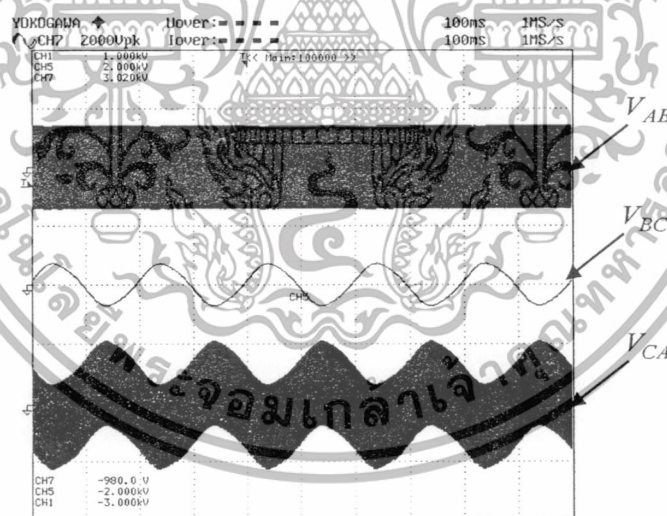 YOKOGAWA
Uover:
100ms 1MS/s
CH7 2000Vpk
Iover:
100ms 1MS/s
CH1 1.000kV
CH5 2.000kV
CH7 3.020kV
<< Main:100000 >>
V_AB
V_BC
CH5
V_CA
พระจอมเกล้าเจ้า
CH7 -980.0 V
CH5 -2.000kV
CH1 -3.000kV